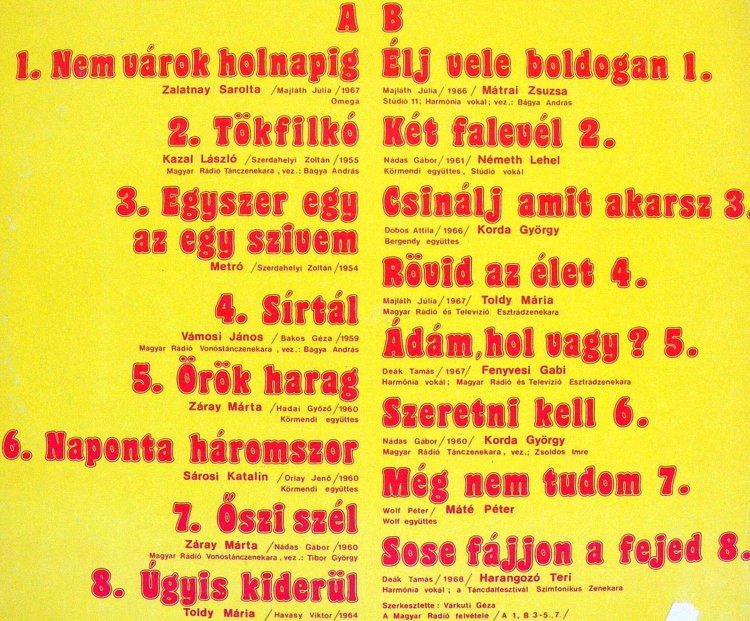 A
1. Nem várok holnapig
Zalatnay Sarolta /Majláth Júlia /1967
Omega
2. Tökfilkó
Kazal László /Szerdahelyi Zoltán /1955
Magyar Rádió Tánczenekara, vez.: Bágya András
3. Egyszer egy
az egy szivem
Metró /Szerdahelyi Zoltán /1954
4. Sírtál
Vámosi János /Bakos Géza /1959
Magyar Rádió Vonóstánczenekara, vez.: Bágya András
5. Örök harag
Záray Márta /Hadai Győző /1960
Körmendi együttes
6. Naponta háromszor
Sárosi Katalin /Orlay Jenő /1960
Körmendi együttes
7. Őszi szél
Záray Márta /Nádas Gábor /1960
Magyar Rádió Vonóstánczenekara, vez.: Tibor György
8. Úgyis kiderül
Toldy Mária /Havasy Viktor /1964
B
Élj vele boldogan 1.
Majláth Júlia /1966/ Mátrai Zsuzsa
Stúdió 11; Harmónia vokál; vez.: Bágya András
Két falevél 2.
Nádas Gábor /1961/ Németh Lehel
Körmendi együttes, Stúdió vokál
Csinálj amit akarsz 3.
Dobos Attila /1966/ Korda György
Bergendy együttes
Rövid az élet 4.
Majláth Júlia /1967/ Toldy Mária
Magyar Rádió és Televízió Esztrádzenekara
Ádám, hol vagy? 5.
Deák Tamás /1967/ Fenyvesi Gabi
Harmónia vokál; Magyar Rádió és Televízió Esztrádzenekara
Szeretni kell 6.
Nádas Gábor /1960/ Korda György
Magyar Rádió Tánczenekara, vez.; Zsoldos Imre
Még nem tudom 7.
Wolf Péter/ Máté Péter
Wolf együttes
Sose fájjon a fejed 8.
Deák Tamás /1968/ Harangozó Teri
Harmónia vokál; a Táncdalfesztivál Szimfonikus Zenekara
Szerkesztette: Várkuti Géza
A Magyar Rádió felvétele /A 1, B 3-5., 7./